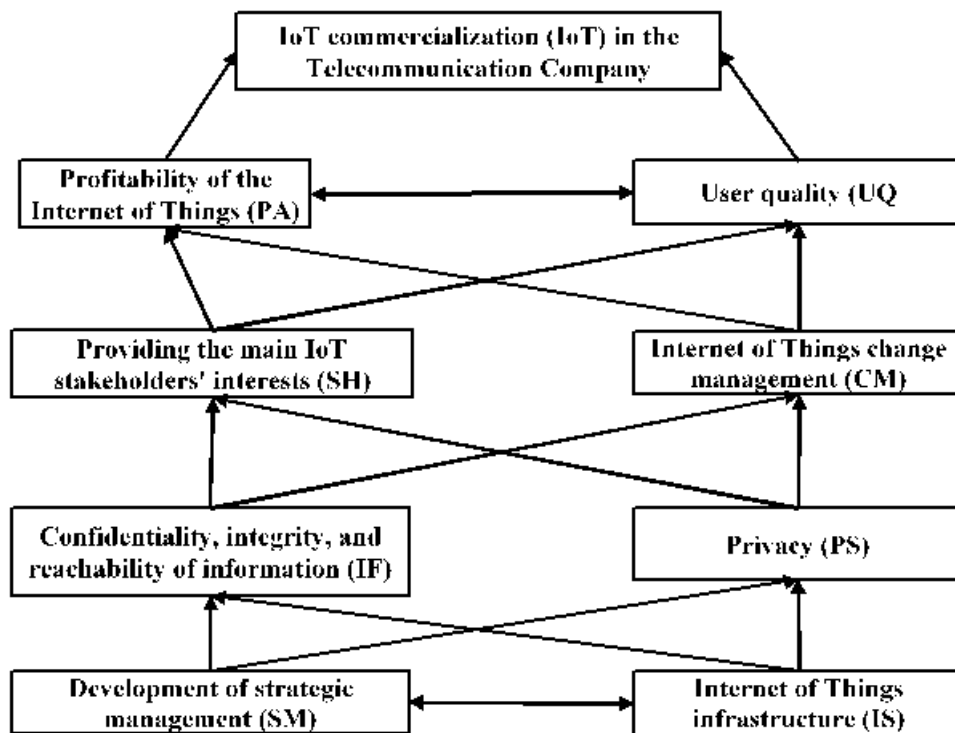 IoT commercialization (IoT) in the
Telecommunication Company
Profitability of the
Internet of Things (PA)
User quality (UQ
Providing the main IoT
stakeholders' interests (SH)
Internet of Things change
management (CM)
Confidentiality, integrity, and
reachability of information (IF)
Privacy (PS)
Development of strategic
management (SM)
Internet of Things
infrastructure (IS)